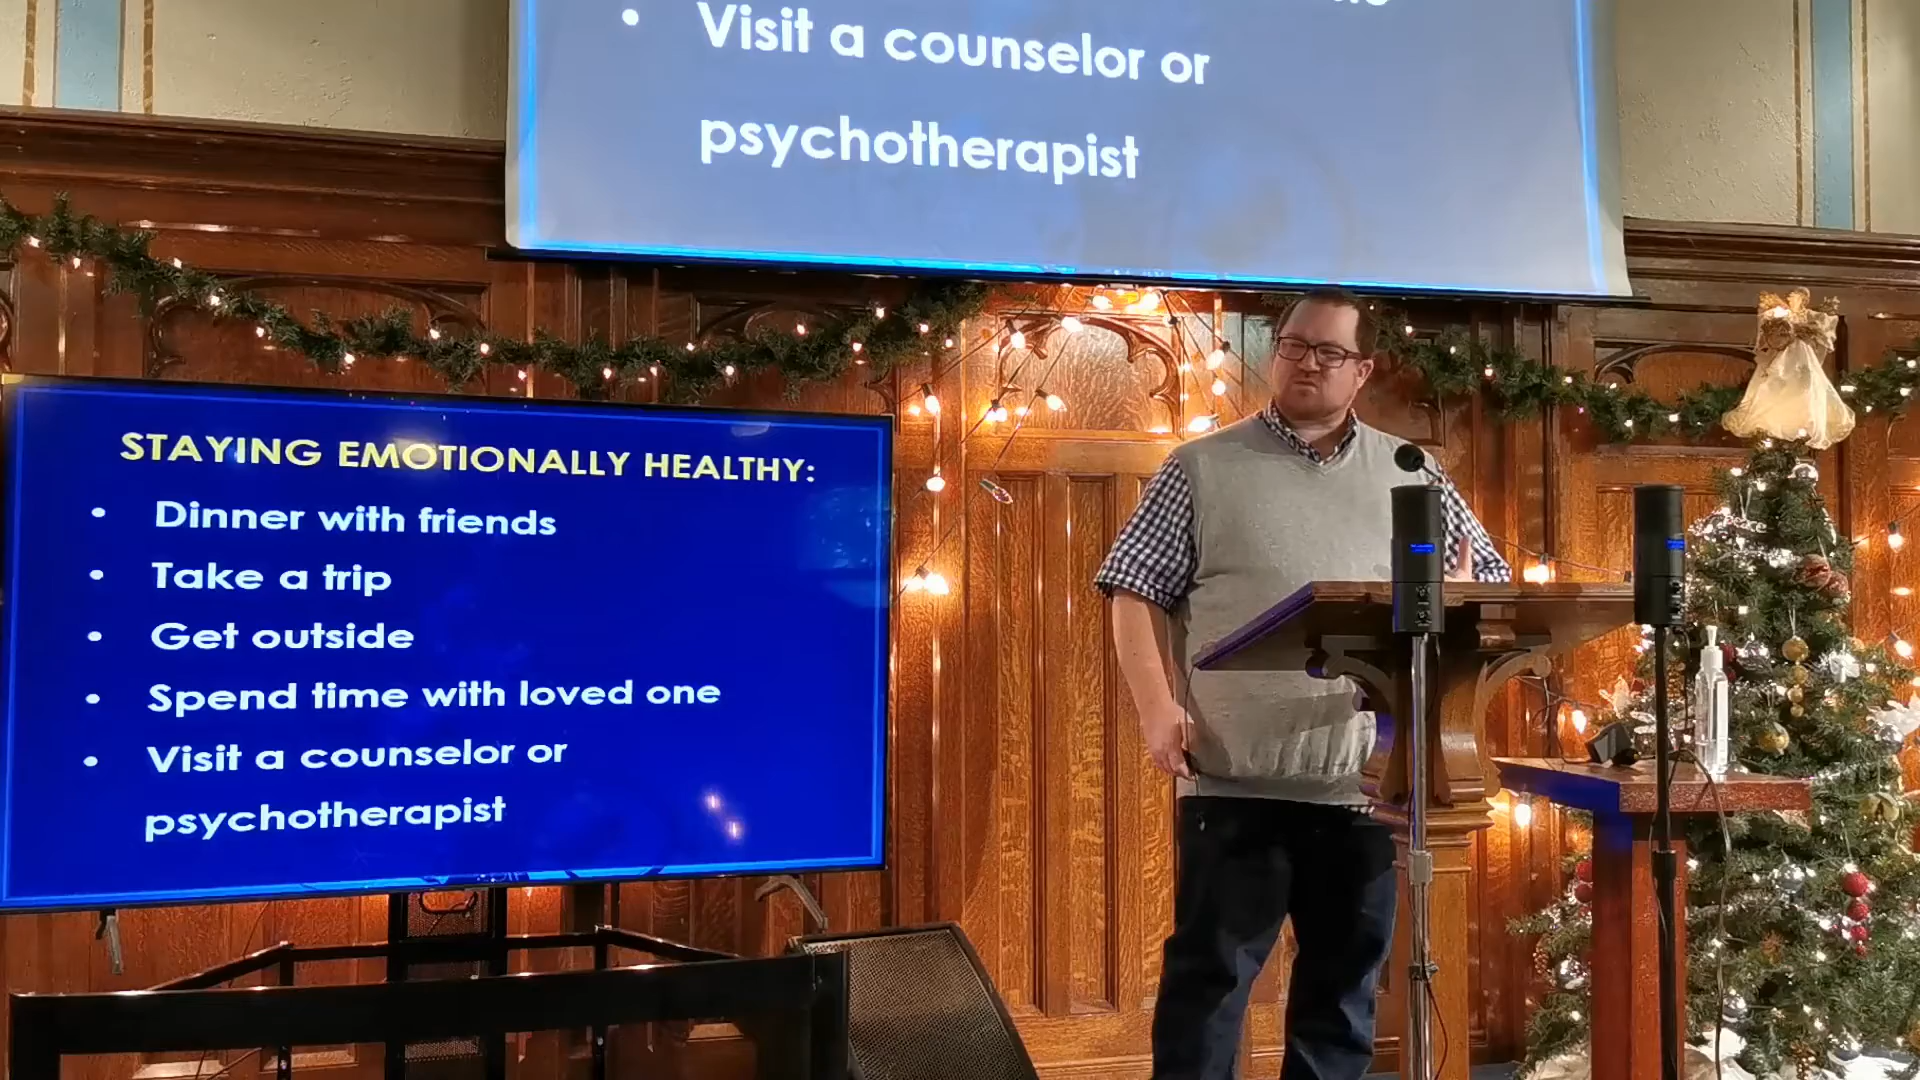 Visit a counselor or
psychotherapist
STAYING EMOTIONALLY HEALTHY:
• Dinner with friends
• Take a trip
• Get outside
• Spend time with loved one
• Visit a counselor or
psychotherapist